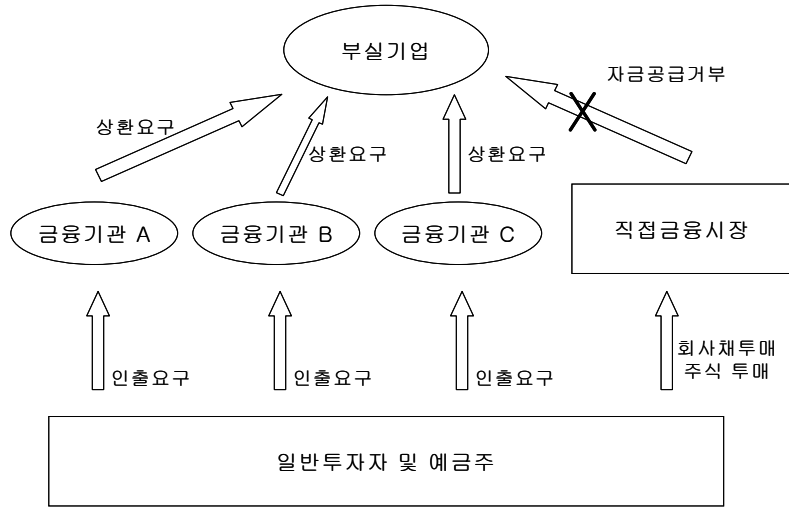 부실기업
자금공급거부
상환요구
상환요구
상환요구
금융기관 A
금융기관 B
금융기관 C
직접금융시장
인출요구
인출요구
인출요구
회사채투매
주식 투매
일반투자자 및 예금주